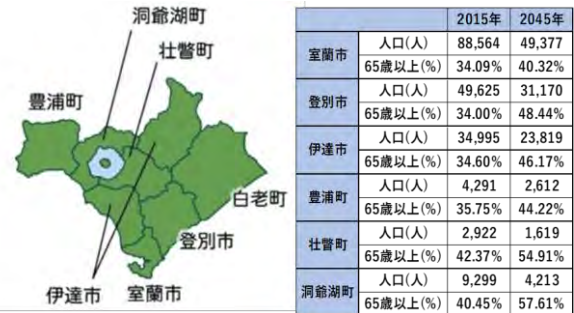 洞爺湖町
壮瞥町
豊浦町
白老町
登別市
伊達市 室蘭市
2015年 2045年
室蘭市 人口(人) 88,564 49,377
65歳以上(%) 34.09% 40.32%
登別市 人口(人) 49,625 31,170
65歳以上(%) 34.00% 48.44%
伊達市 人口(人) 34,995 23,819
65歳以上(%) 34.60% 46.17%
豊浦町 人口(人) 4,291 2,612
65歳以上(%) 35.75% 44.22%
壮瞥町 人口(人) 2,922 1,619
65歳以上(%) 42.37% 54.91%
洞爺湖町 人口(人) 9,299 4,213
65歳以上(%) 40.45% 57.61%